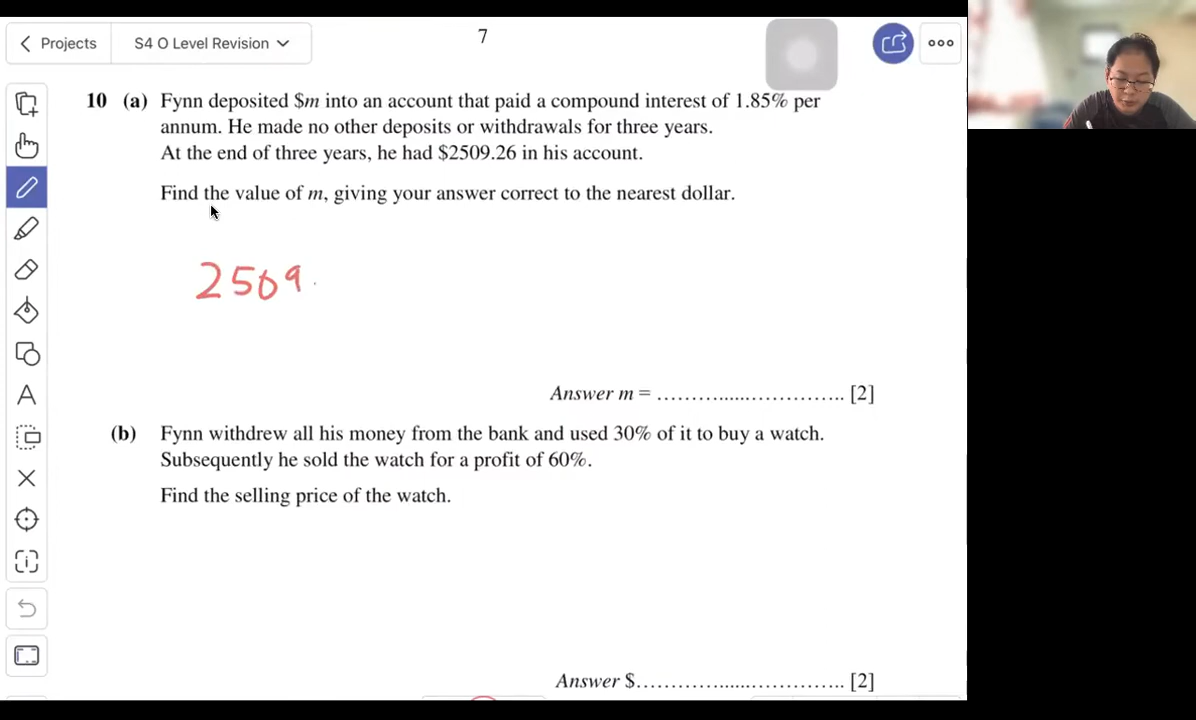 Projects
S4 O Level Revision
7
10 (a) Fynn deposited $m into an account that paid a compound interest of 1.85% per
annum. He made no other deposits or withdrawals for three years.
At the end of three years, he had $2509.26 in his account.
Find the value of m, giving your answer correct to the nearest dollar.
2509.
Answer m = ........................................ [2]
(b) Fynn withdrew all his money from the bank and used 30% of it to buy a watch.
Subsequently he sold the watch for a profit of 60%.
Find the selling price of the watch.
Answer $........................................ [2]